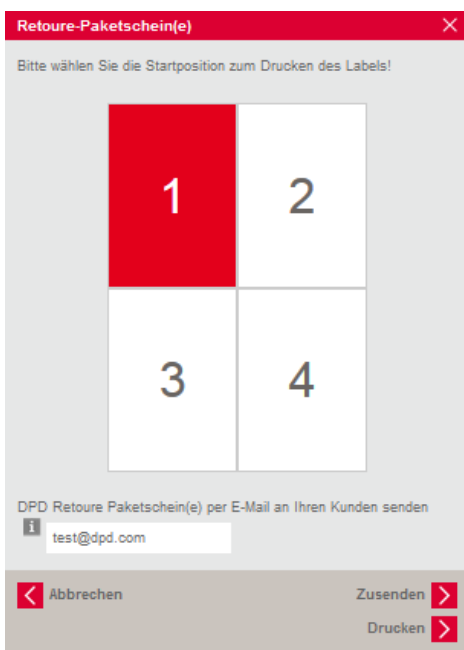 Retoure-Paketschein(e)
Bitte wählen Sie die Startposition zum Drucken des Labels!
1 2
3 4
DPD Retoure Paketschein(e) per E-Mail an Ihren Kunden senden
i test@dpd.com
Abbrechen Zusenden
Drucken